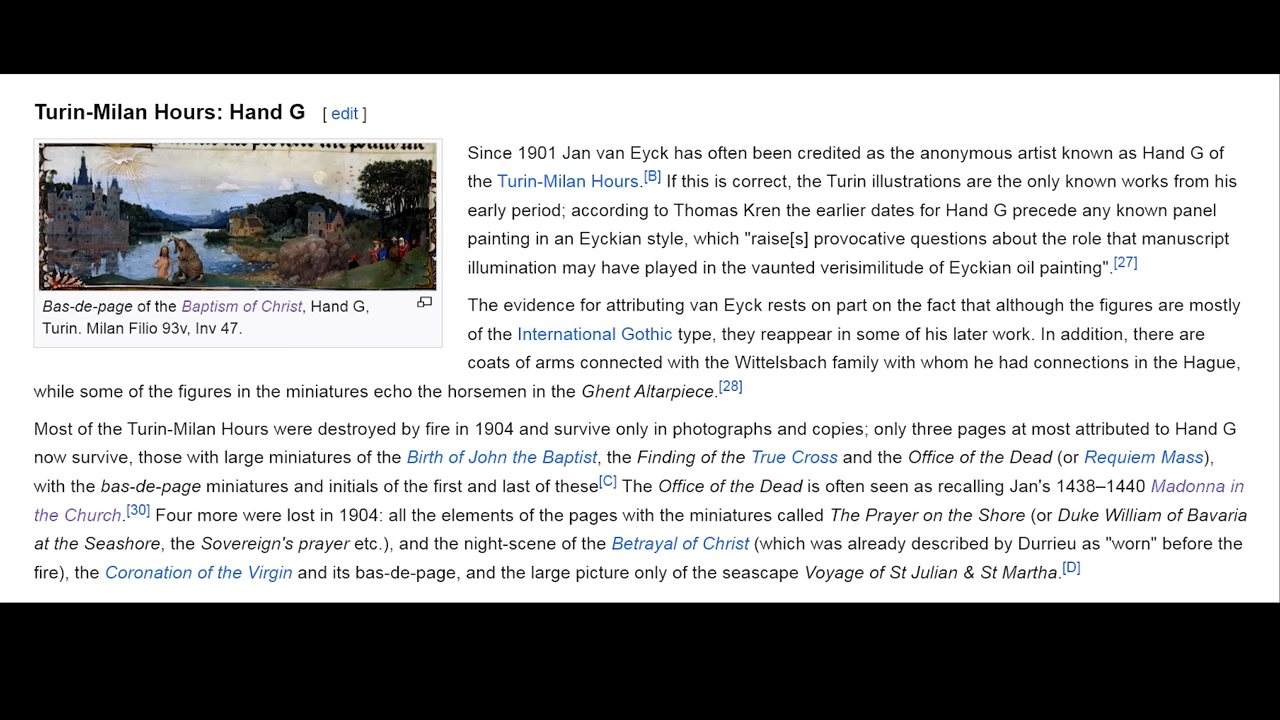 Turin-Milan Hours: Hand G [ edit ]
Bas-de-page of the Baptism of Christ, Hand G,
Turin. Milan Filio 93v, Inv 47.
Since 1901 Jan van Eyck has often been credited as the anonymous artist known as Hand G of
the Turin-Milan Hours.[B] If this is correct, the Turin illustrations are the only known works from his
early period; according to Thomas Kren the earlier dates for Hand G precede any known panel
painting in an Eyckian style, which "raise[s] provocative questions about the role that manuscript
illumination may have played in the vaunted verisimilitude of Eyckian oil painting".[27]
The evidence for attributing van Eyck rests on part on the fact that although the figures are mostly
of the International Gothic type, they reappear in some of his later work. In addition, there are
coats of arms connected with the Wittelsbach family with whom he had connections in the Hague,
while some of the figures in the miniatures echo the horsemen in the Ghent Altarpiece.[28]
Most of the Turin-Milan Hours were destroyed by fire in 1904 and survive only in photographs and copies; only three pages at most attributed to Hand G
now survive, those with large miniatures of the Birth of John the Baptist, the Finding of the True Cross and the Office of the Dead (or Requiem Mass),
with the bas-de-page miniatures and initials of the first and last of these[C] The Office of the Dead is often seen as recalling Jan's 1438–1440 Madonna in
the Church.[30] Four more were lost in 1904: all the elements of the pages with the miniatures called The Prayer on the Shore (or Duke William of Bavaria
at the Seashore, the Sovereign's prayer etc.), and the night-scene of the Betrayal of Christ (which was already described by Durrieu as "worn" before the
fire), the Coronation of the Virgin and its bas-de-page, and the large picture only of the seascape Voyage of St Julian & St Martha.[D]